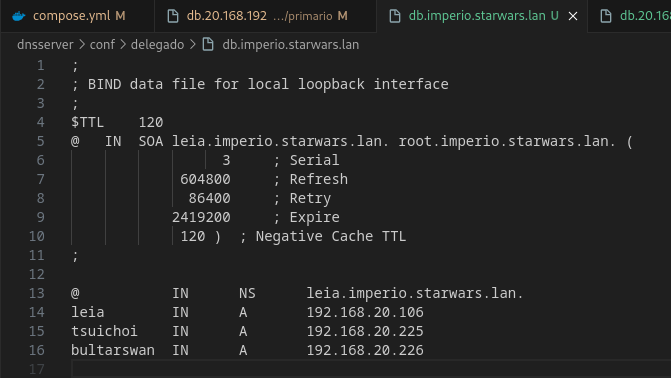 compose.yml M db.20.168.192 .../primario M db.imperio.starwars.lan U db.20.168
dnsserver > conf > delegado > db.imperio.starwars.lan
1 ;
2 ; BIND data file for local loopback interface
3 ;
4 $TTL 120
5 @ IN SOA leia.imperio.starwars.lan. root.imperio.starwars.lan. (
6 3 ; Serial
7 604800 ; Refresh
8 86400 ; Retry
9 2419200 ; Expire
10 120 ) ; Negative Cache TTL
11 ;
12
13 @ IN NS leia.imperio.starwars.lan.
14 leia IN A 192.168.20.106
15 tsuichoi IN A 192.168.20.225
16 bultarswan IN A 192.168.20.226
17